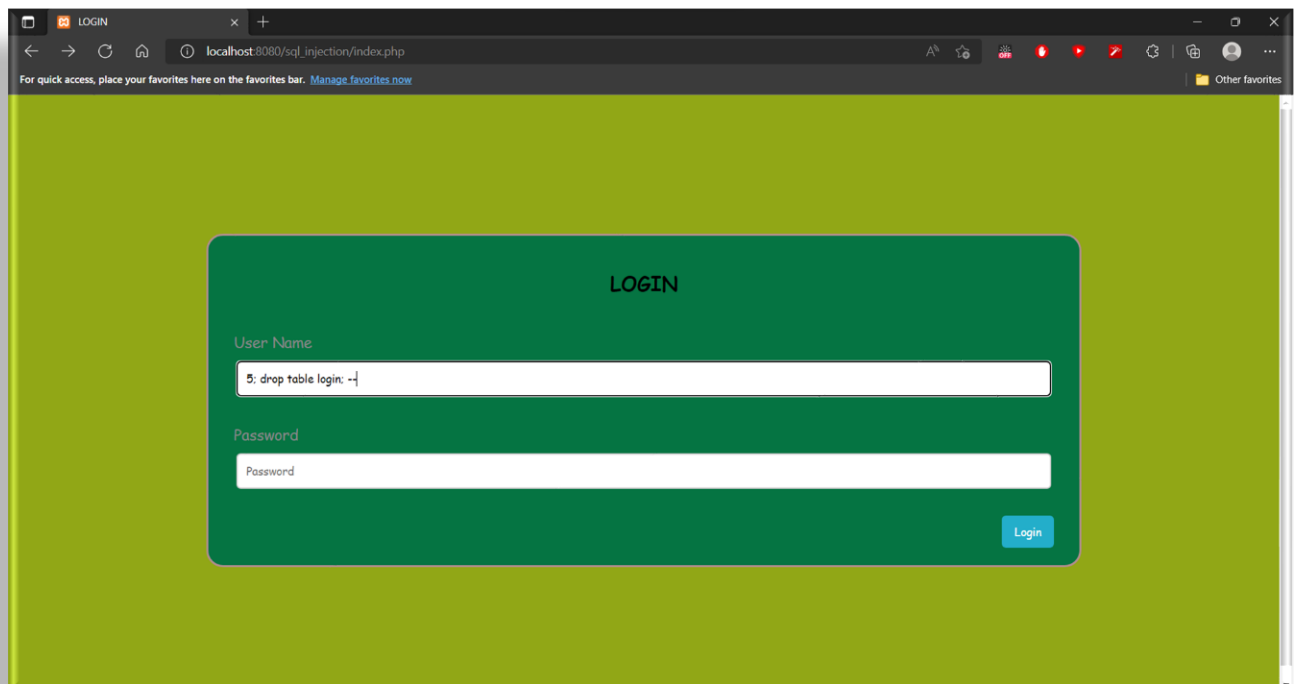 LOGIN
localhost:8080/sql_injection/index.php
OFF
For quick access, place your favorites here on the favorites bar. Manage favorites now
Other favorites
LOGIN
User Name
5; drop table login; --
Password
Password
Login